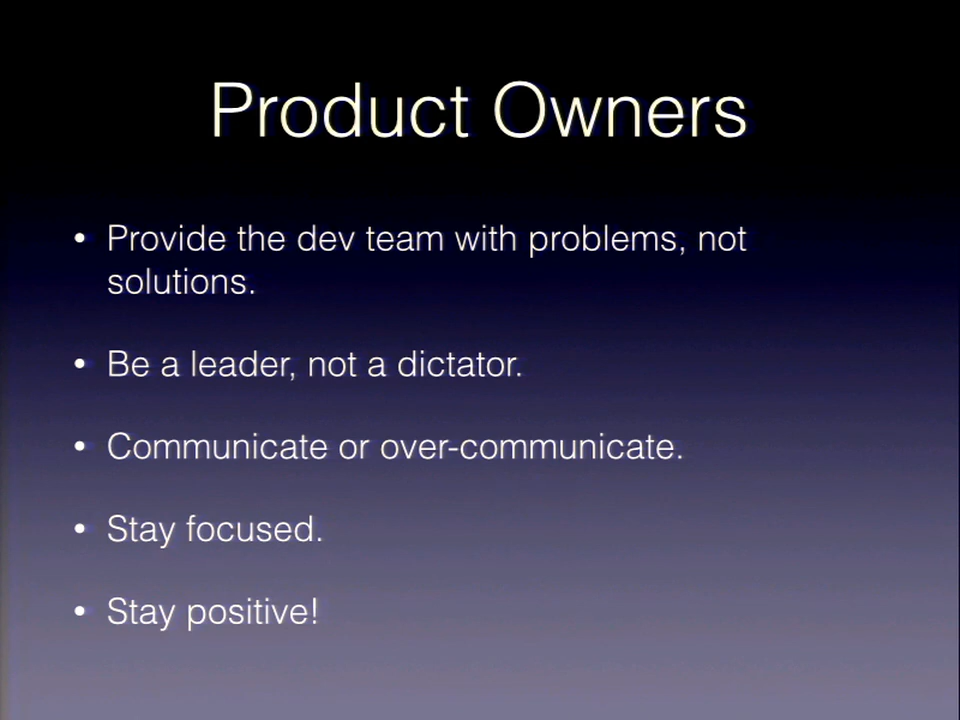 Product Owners
• Provide the dev team with problems, not
solutions.
• Be a leader, not a dictator.
• Communicate or over-communicate.
• Stay focused.
• Stay positive!